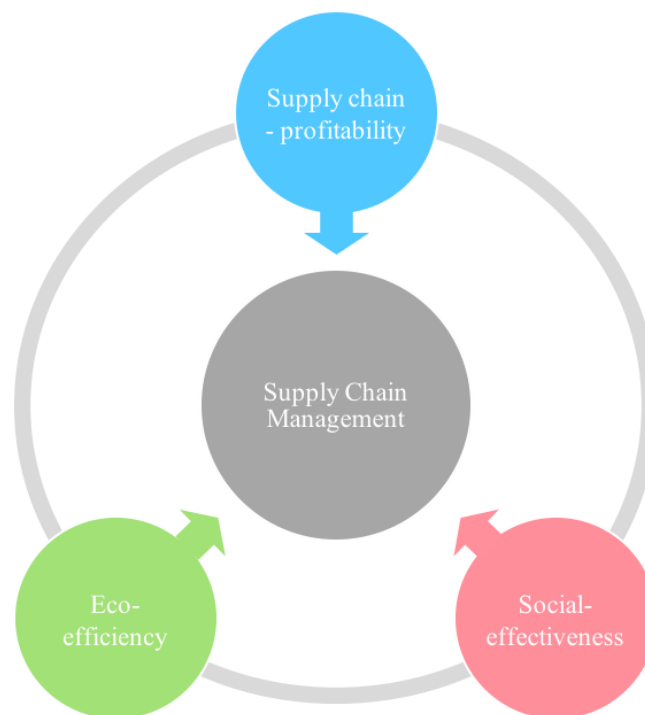 Supply chain
- profitability
Supply Chain
Management
Eco-
efficiency
Social-
effectiveness